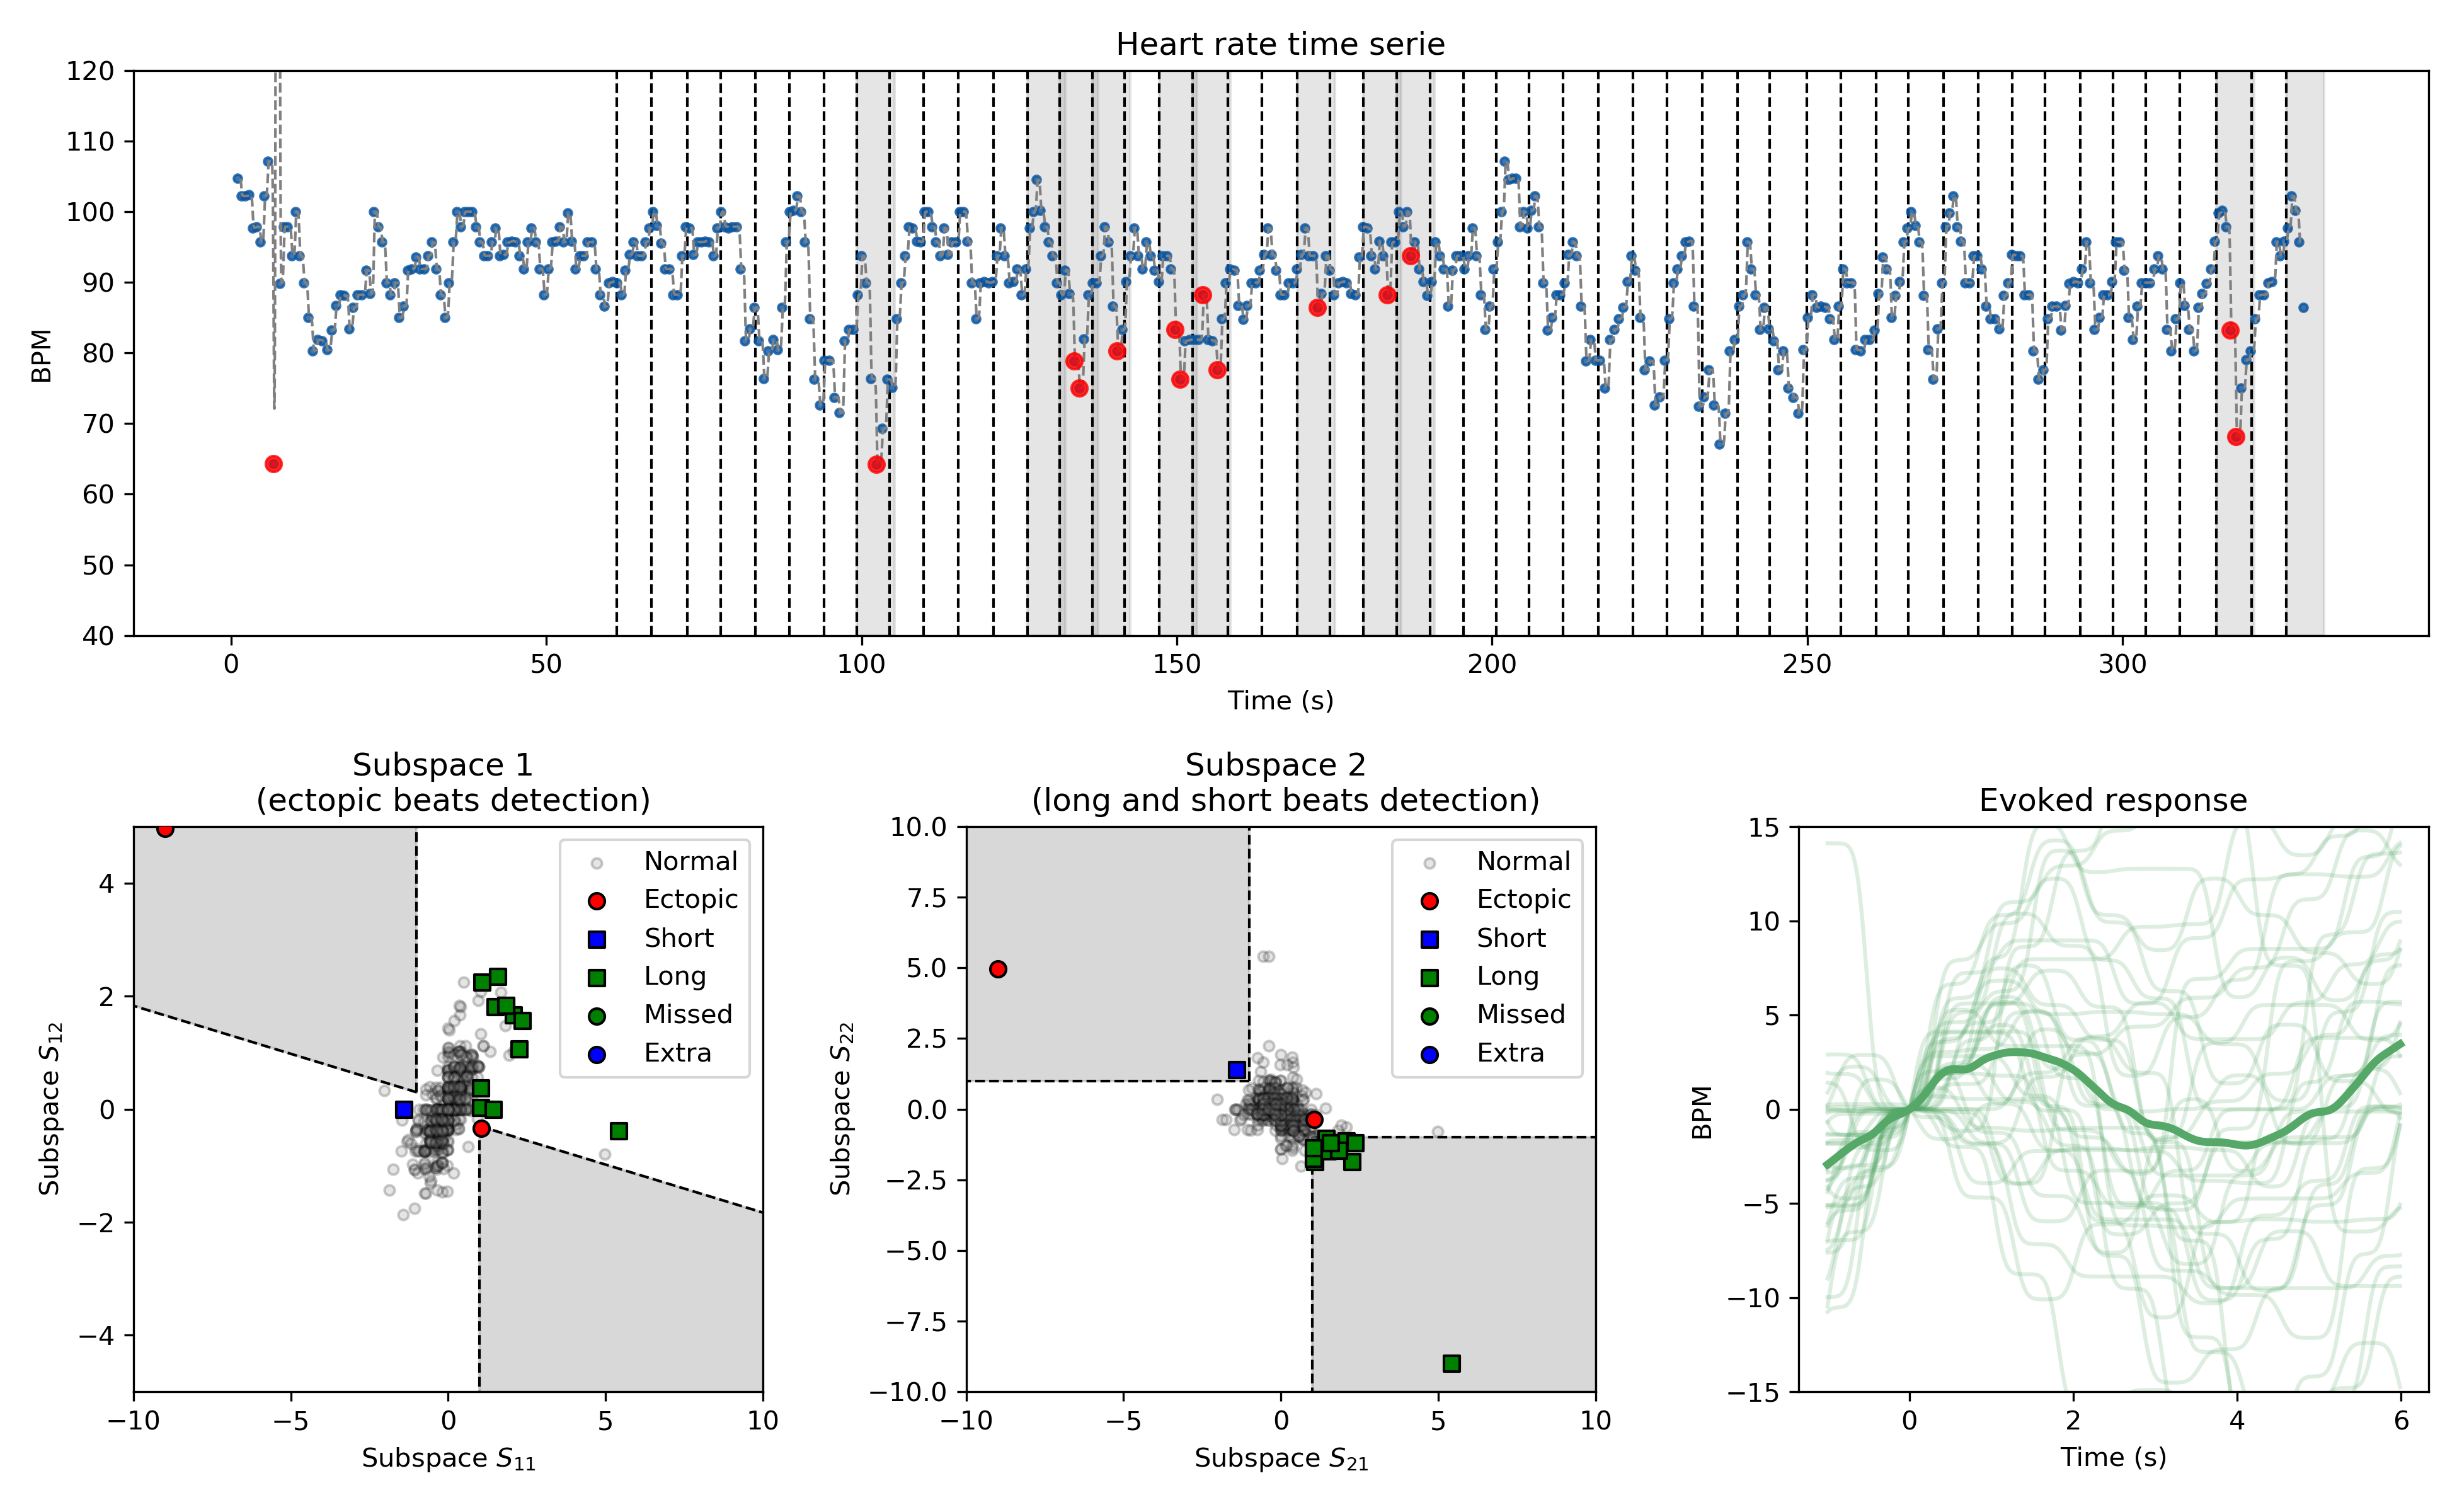 Heart rate time serie
120
110
100
90
80
70
60
50
40
BPM
0
50
100
150
200
250
300
Time (s)
Subspace 1
(ectopic beats detection)
4
2
0
−2
−4
Subspace S₁₂
−10
−5
0
5
10
Subspace S₁₁
Normal
Ectopic
Short
Long
Missed
Extra
Subspace 2
(long and short beats detection)
10.0
7.5
5.0
2.5
0.0
−2.5
−5.0
−7.5
−10.0
Subspace S₂₂
−10
−5
0
5
10
Subspace S₂₁
Normal
Ectopic
Short
Long
Missed
Extra
Evoked response
15
10
5
0
−5
−10
−15
BPM
0
2
4
6
Time (s)